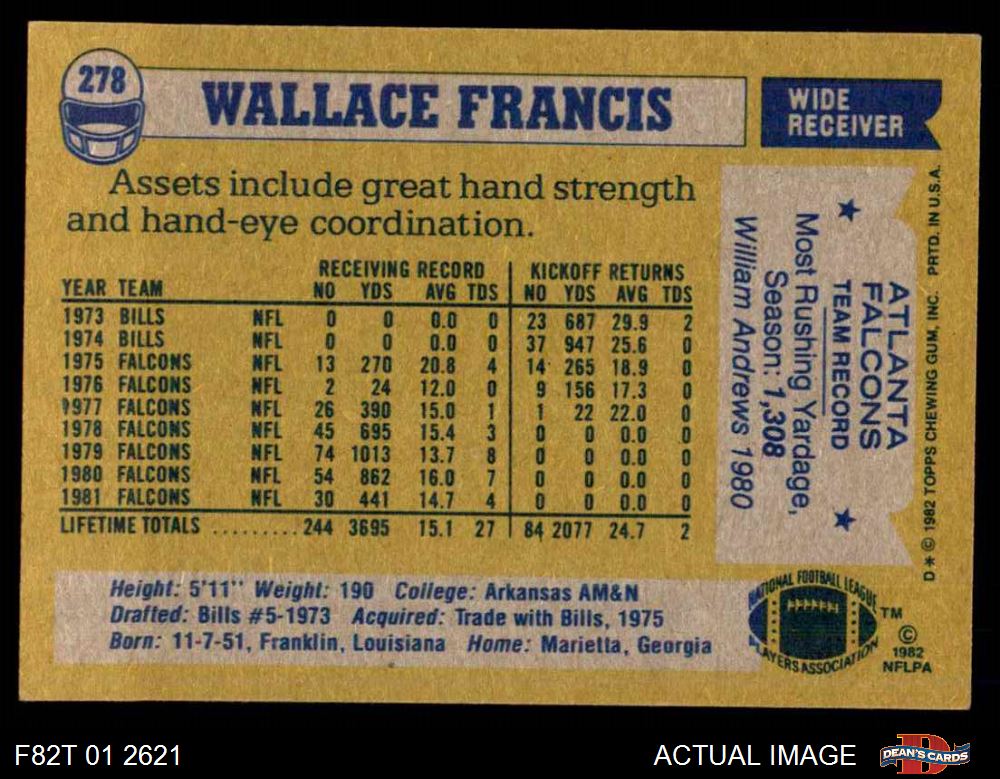 278
WALLACE FRANCIS
WIDE
RECEIVER
Assets include great hand strength
and hand-eye coordination.
RECEIVING RECORD KICKOFF RETURNS
YEAR TEAM NO YDS AVG TDS NO YDS AVG TDS
1973 BILLS NFL 0 0 0.0 0 23 687 29.9 2
1974 BILLS NFL 0 0 0.0 0 37 947 25.6 0
1975 FALCONS NFL 13 270 20.8 4 14 265 18.9 0
1976 FALCONS NFL 2 24 12.0 0 9 156 17.3 0
1977 FALCONS NFL 26 390 15.0 1 1 22 22.0 0
1978 FALCONS NFL 45 695 15.4 3 0 0 0.0 0
1979 FALCONS NFL 74 1013 13.7 8 0 0 0.0 0
1980 FALCONS NFL 54 862 16.0 7 0 0 0.0 0
1981 FALCONS NFL 30 441 14.7 4 0 0 0.0 0
LIFETIME TOTALS ......... 244 3695 15.1 27 84 2077 24.7 2
ATLANTA
FALCONS
TEAM RECORD
Most Rushing Yardage,
Season: 1,308
William Andrews 1980
D * © 1982 TOPPS CHEWING GUM, INC. PRTD. IN U.S.A.
Height: 5'11" Weight: 190 College: Arkansas AM&N
Drafted: Bills #5-1973 Acquired: Trade with Bills, 1975
Born: 11-7-51, Franklin, Louisiana Home: Marietta, Georgia
NATIONAL FOOTBALL LEAGUE
PLAYERS ASSOCIATION
TM
©
1982
NFLPA
F82T 01 2621
ACTUAL IMAGE
D
DEAN'S CARDS